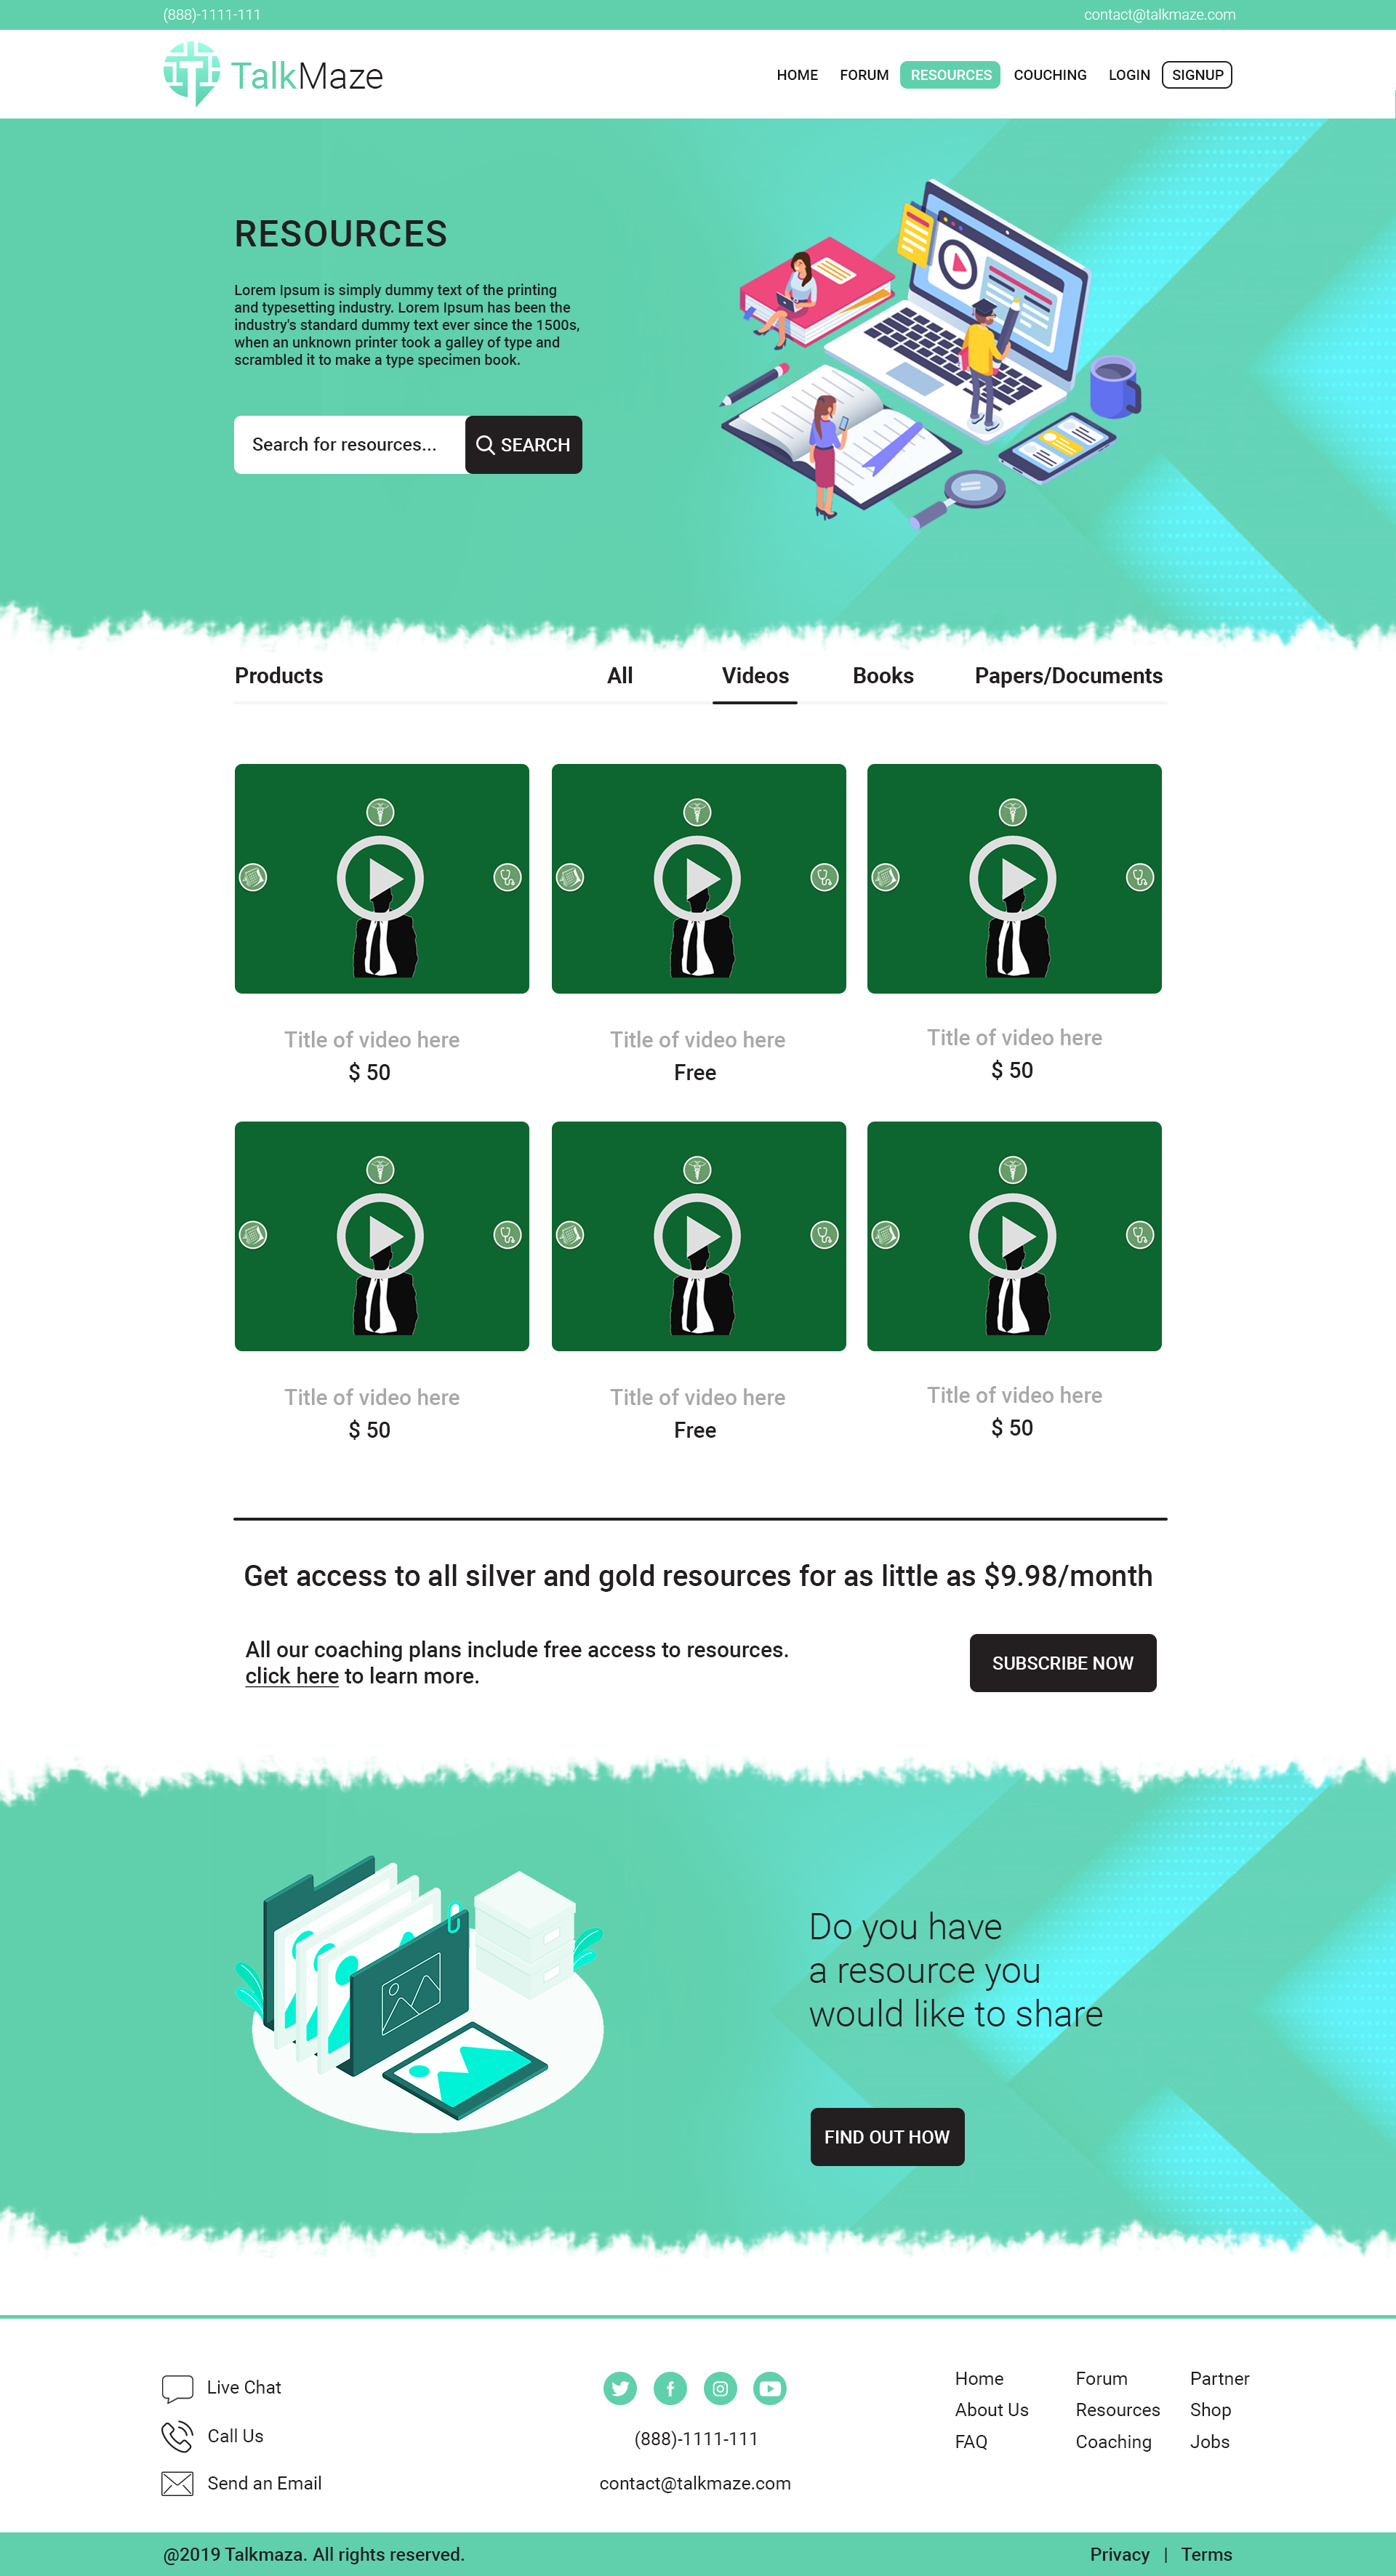 (888)-1111-111
contact@talkmaze.com
TalkMaze
HOME
FORUM
RESOURCES
COUCHING
LOGIN
SIGNUP
RESOURCES
Lorem Ipsum is simply dummy text of the printing
and typesetting industry. Lorem Ipsum has been the
industry's standard dummy text ever since the 1500s,
when an unknown printer took a galley of type and
scrambled it to make a type specimen book.
Search for resources...
SEARCH
Products
All
Videos
Books
Papers/Documents
Title of video here
$ 50
Title of video here
Free
Title of video here
$ 50
Title of video here
$ 50
Title of video here
Free
Title of video here
$ 50
Get access to all silver and gold resources for as little as $9.98/month
All our coaching plans include free access to resources.
click here to learn more.
SUBSCRIBE NOW
Do you have
a resource you
would like to share
FIND OUT HOW
Live Chat
Call Us
Send an Email
(888)-1111-111
contact@talkmaze.com
Home
About Us
FAQ
Forum
Resources
Coaching
Partner
Shop
Jobs
@2019 Talkmaza. All rights reserved.
Privacy | Terms